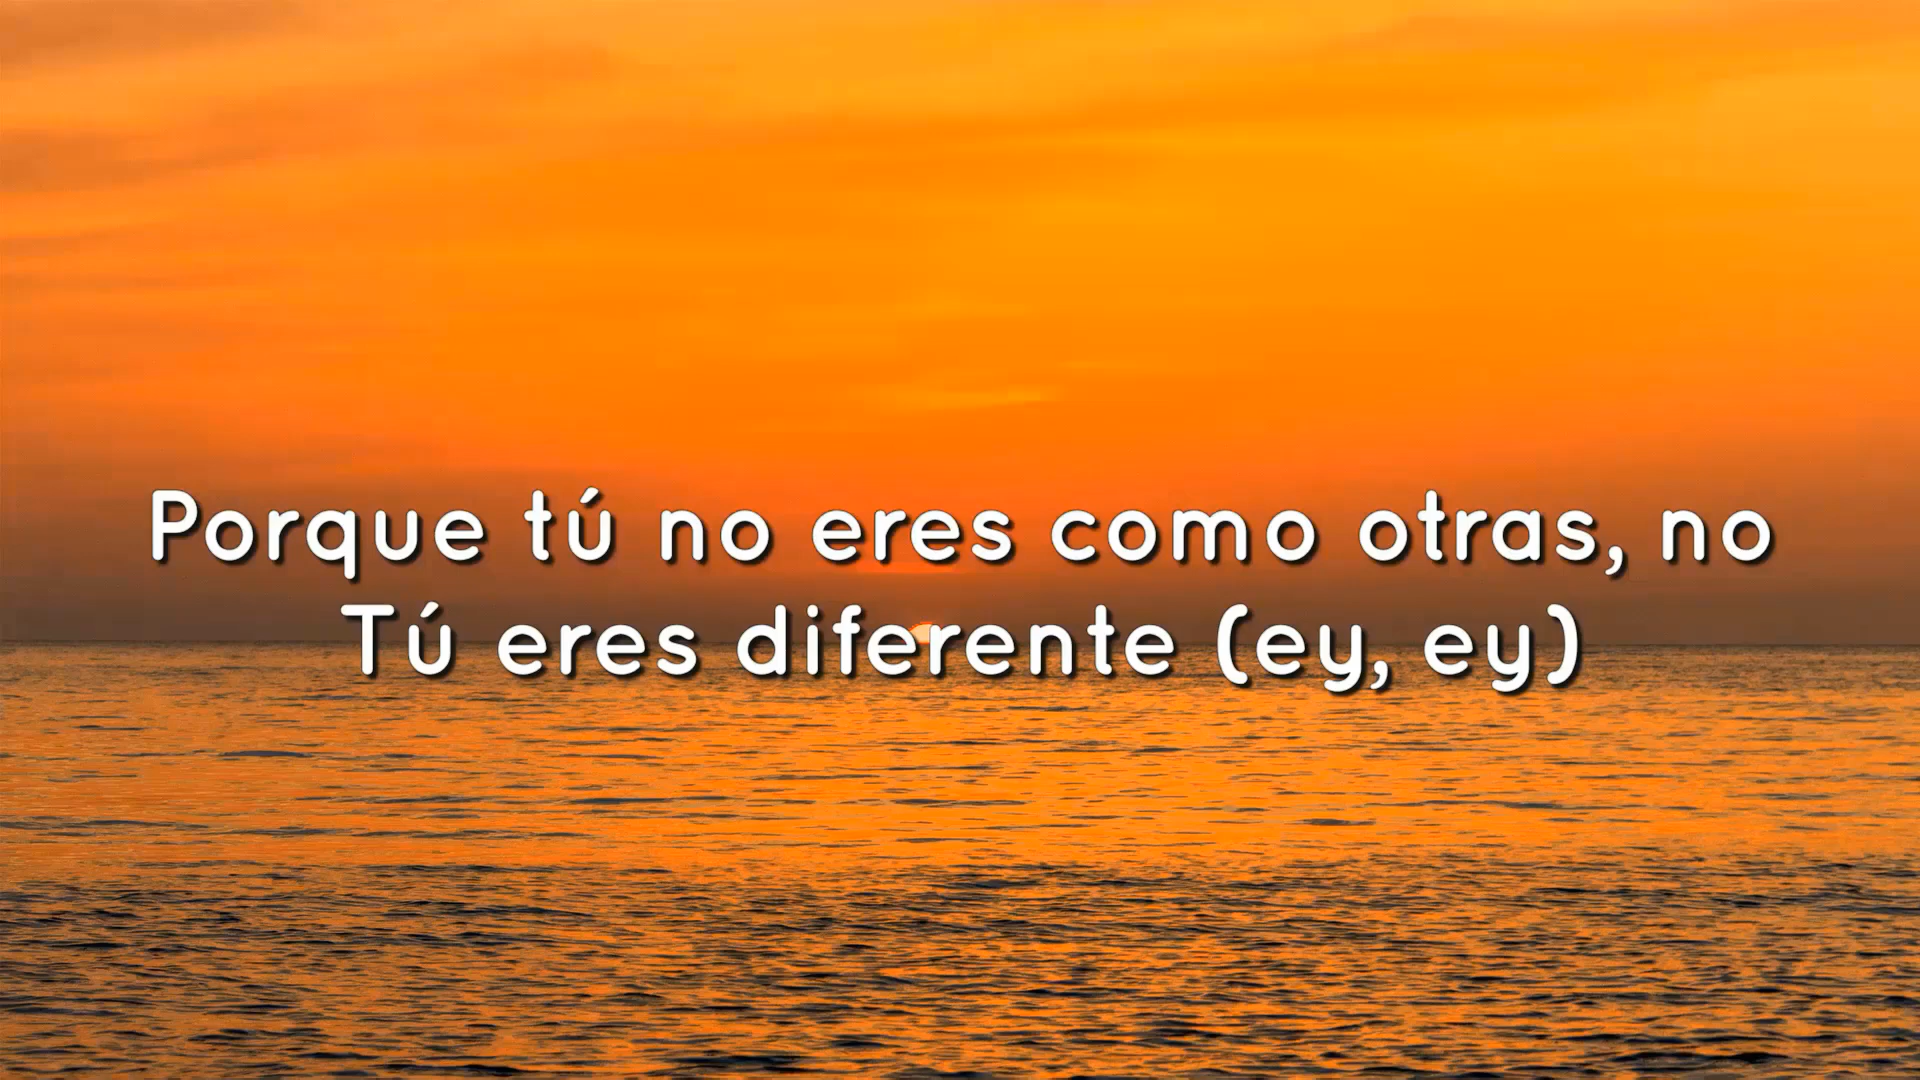 Porque tú no eres como otras, no
Tú eres diferente (ey, ey)